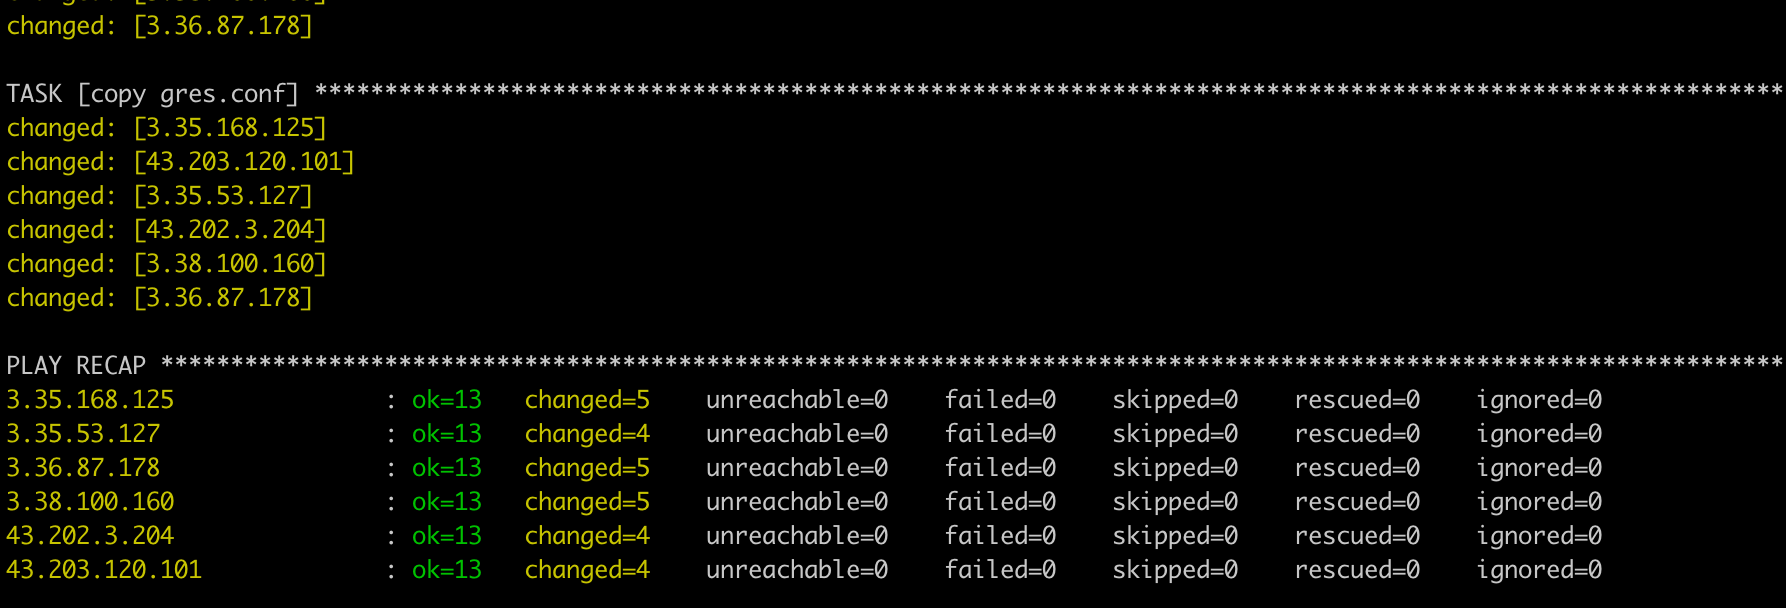 changed: [3.36.87.178]
TASK [copy gres.conf] *********************************************************************************************************
changed: [3.35.168.125]
changed: [43.203.120.101]
changed: [3.35.53.127]
changed: [43.202.3.204]
changed: [3.38.100.160]
changed: [3.36.87.178]
PLAY RECAP ********************************************************************************************************************
3.35.168.125 : ok=13 changed=5 unreachable=0 failed=0 skipped=0 rescued=0 ignored=0
3.35.53.127 : ok=13 changed=4 unreachable=0 failed=0 skipped=0 rescued=0 ignored=0
3.36.87.178 : ok=13 changed=5 unreachable=0 failed=0 skipped=0 rescued=0 ignored=0
3.38.100.160 : ok=13 changed=5 unreachable=0 failed=0 skipped=0 rescued=0 ignored=0
43.202.3.204 : ok=13 changed=4 unreachable=0 failed=0 skipped=0 rescued=0 ignored=0
43.203.120.101 : ok=13 changed=4 unreachable=0 failed=0 skipped=0 rescued=0 ignored=0